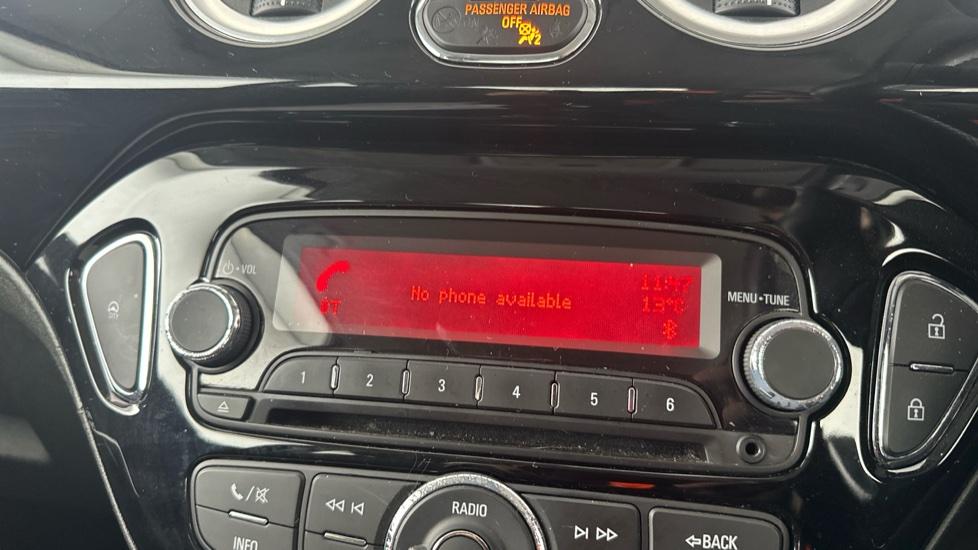 PASSENGER AIRBAG
OFF
2
VOL
11:47
No phone available
13°C
MENU•TUNE
1 2 3 4 5 6
RADIO
INFO
BACK